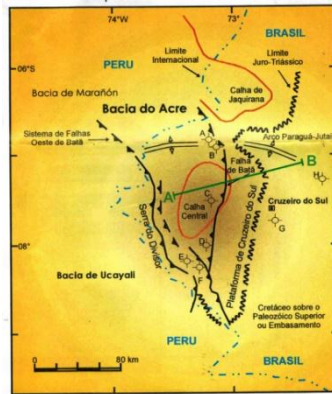 74°W
73°
BRASIL
Limite
Internacional
Limite
Juro-Triássico
06°S
PERU
Calha de
Jaquirana
Bacia de Marañón
Bacia do Acre
Sistema de Falhas
Oeste de Batã
Arco Paraguá-Jutaí
A
B
Falha
de Batã
B
H
A
C
Calha
Central
Cruzeiro do Sul
G
Serra do Divisor
Plataforma de Cruzeiro do Sul
08°
D
Bacia de Ucayali
E
F
Cretáceo sobre o
Paleozóico Superior
ou Embasamento
0
80 km
PERU
BRASIL